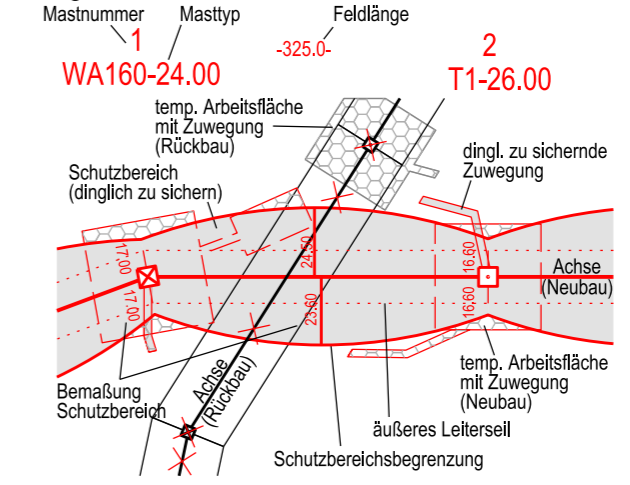 Mastnummer Masttyp Feldlänge
1 -325.0- 2
WA160-24.00 T1-26.00
temp. Arbeitsfläche
mit Zuwegung
(Rückbau)
dingl. zu sichernde
Zuwegung
Schutzbereich
(dinglich zu sichern)
17.00
17.00
24.50
23.60
16.60
16.60
Achse
(Neubau)
Achse
(Rückbau)
Bemaßung
Schutzbereich
temp. Arbeitsfläche
mit Zuwegung
(Neubau)
äußeres Leiterseil
Schutzbereichsbegrenzung